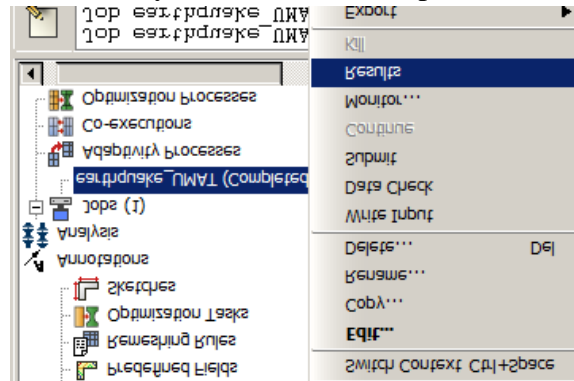 Predefined Fields
Remeshing Rules
Optimization Tasks
Sketches
Annotations
Analysis
Jobs (1)
earthquake_UMAT (Completed
Adaptivity Processes
Co-executions
Optimization Processes
Job earthquake_UMA
Job earthquake_UMA
Switch Context Ctrl+Space
Edit...
Copy...
Rename...
Delete... Del
Write Input
Data Check
Submit
Continue
Monitor...
Results
Kill
Export